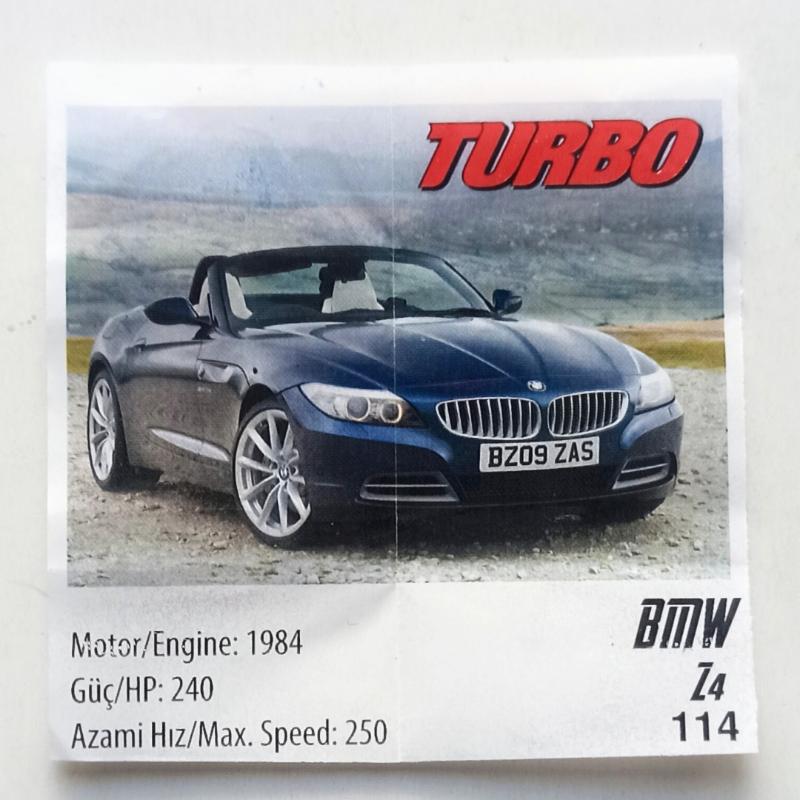 TURBO
BZ09 ZAS
Motor/Engine: 1984
Güç/HP: 240
Azami Hız/Max. Speed: 250
BMW
Z4
114